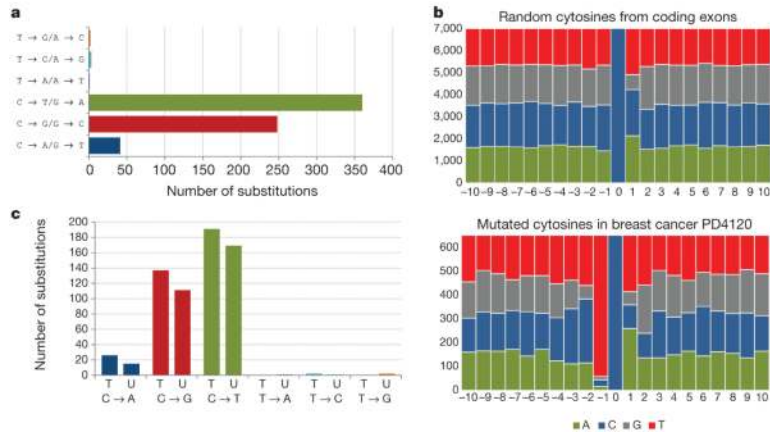 a
T → G/A → C
T → C/A → G
T → A/A → T
C → T/G → A
C → G/G → C
C → A/G → T
0 50 100 150 200 250 300 350 400
Number of substitutions
b
Random cytosines from coding exons
7,000
6,000
5,000
4,000
3,000
2,000
1,000
0
–10 –9 –8 –7 –6 –5 –4 –3 –2 –1 0 1 2 3 4 5 6 7 8 9 10
Mutated cytosines in breast cancer PD4120
600
500
400
300
200
100
0
–10 –9 –8 –7 –6 –5 –4 –3 –2 –1 0 1 2 3 4 5 6 7 8 9 10
A C G T
c
Number of substitutions
200
180
160
140
120
100
80
60
40
20
0
T U T U T U T U T U T U
C → A C → G C → T T → A T → C T → G